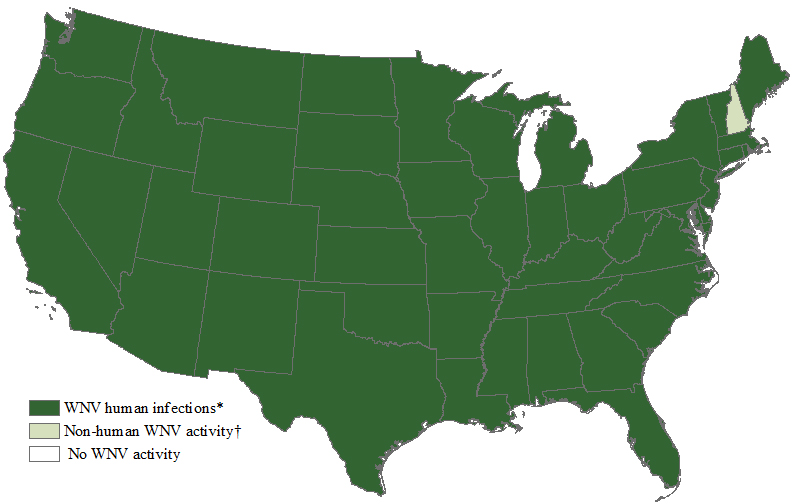 WNV human infections*
Non-human WNV activity†
No WNV activity